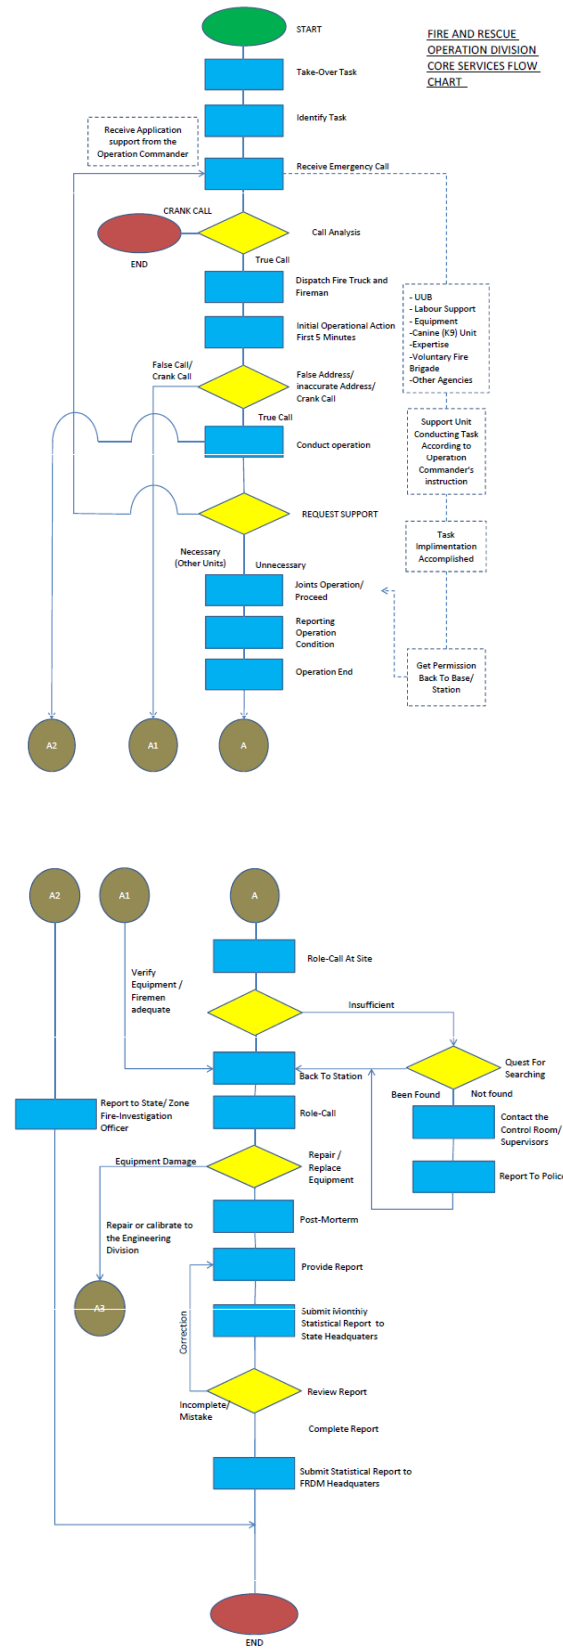 START
FIRE AND RESCUE
OPERATION DIVISION
CORE SERVICES FLOW
CHART
Take-Over Task
Identify Task
Receive Application
support from the
Operation Commander
Receive Emergency Call
CRANK CALL
Call Analysis
END
True Call
Dispatch Fire Truck and
Fireman
- UUB
- Labour Support
- Equipment
- Canine (K9) Unit
-Expertise
-Voluntary Fire
Brigade
-Other Agencies
Initial Operational Action
First 5 Minutes
False Call/
Crank Call
False Address/
inaccurate Address/
Crank Call
True Call
Conduct operation
Support Unit
Conducting Task
According to
Operation
Commander's
instruction
REQUEST SUPPORT
Task
Implimentation
Accomplished
Necessary
(Other Units)
Unnecessary
Joints Operation/
Proceed
Reporting
Operation
Condition
Operation End
Get Permission
Back To Base/
Station
A2
A1
A
A2
A1
A
Role-Call At Site
Verify
Equipment /
Firemen
adequate
Insufficient
Quest For
Searching
Back To Station
Been Found
Not found
Report to State/ Zone
Fire-Investigation
Officer
Role-Call
Contact the
Control Room/
Supervisors
Equipment Damage
Repair /
Replace
Equipment
Report To Police
Post-Morterm
Repair or calibrate to
the Engineering
Division
Provide Report
A3
Submit Monthly
Statistical Report to
State Headquaters
Correction
Review Report
Incomplete/
Mistake
Complete Report
Submit Statistical Report to
FRDM Headquaters
END